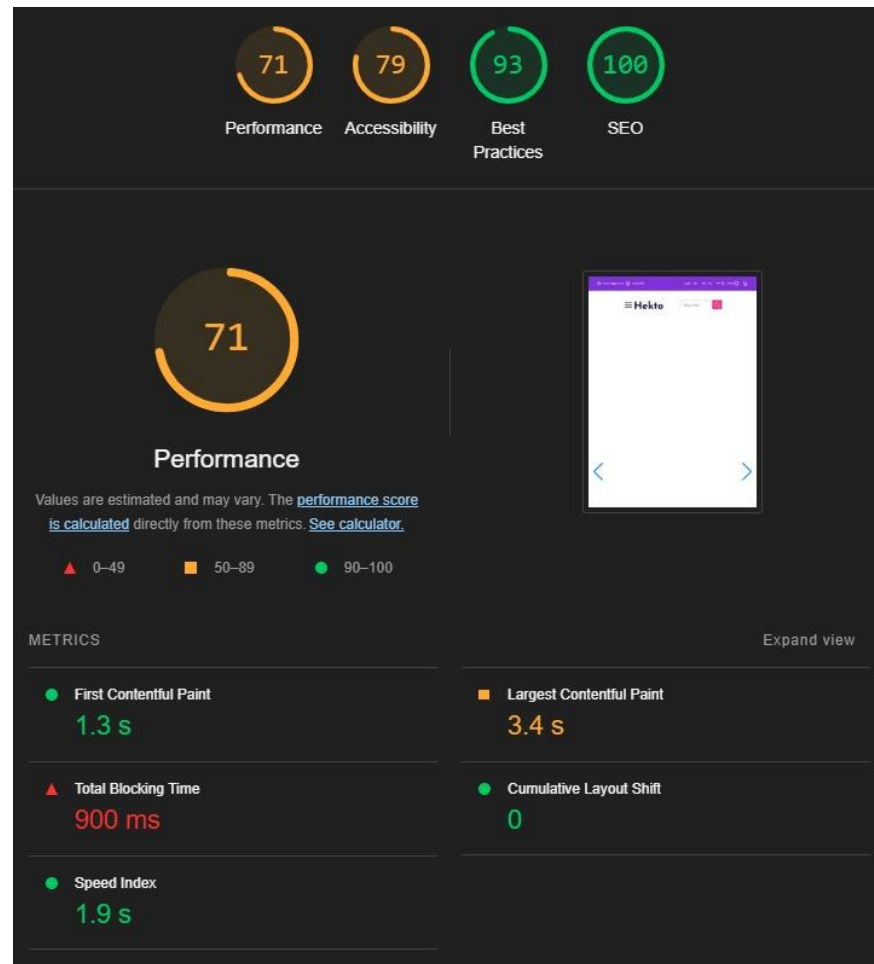 71
79
93
100
Performance
Accessibility
Best
Practices
SEO
71
Performance
Values are estimated and may vary. The performance score
is calculated directly from these metrics. See calculator.
0–49
50–89
90–100
Hekto
METRICS
Expand view
First Contentful Paint
1.3 s
Largest Contentful Paint
3.4 s
Total Blocking Time
900 ms
Cumulative Layout Shift
0
Speed Index
1.9 s